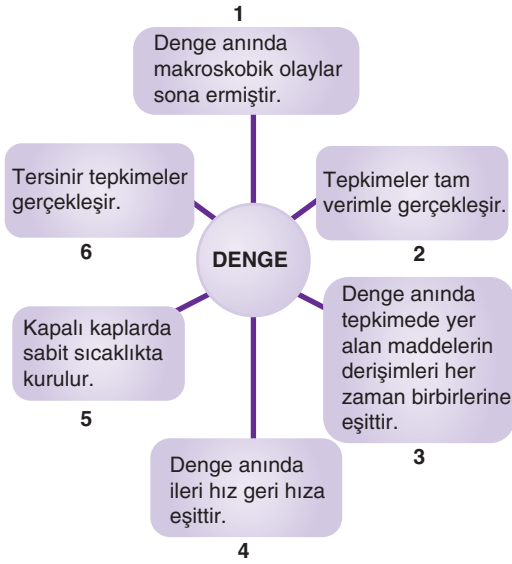 1
Denge anında
makroskobik olaylar
sona ermiştir.
Tersinir tepkimeler
gerçekleşir.
6
Tepkimeler tam
verimle gerçekleşir.
2
DENGE
Kapalı kaplarda
sabit sıcaklıkta
kurulur.
5
Denge anında
tepkimede yer
alan maddelerin
derişimleri her
zaman birbirlerine
eşittir.
3
Denge anında
ileri hız geri hıza
eşittir.
4